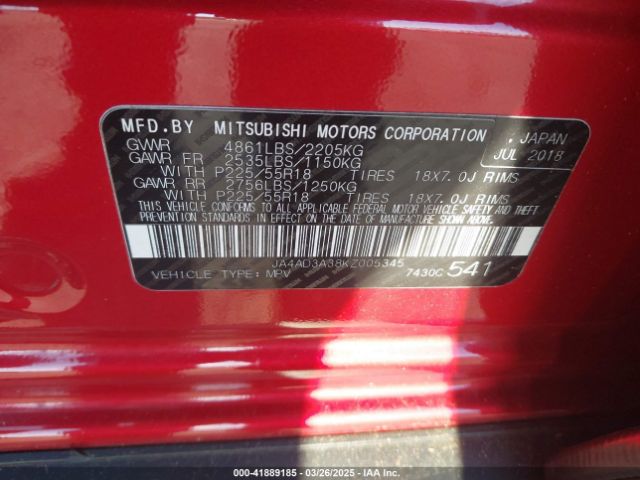 MFD.BY MITSUBISHI MOTORS CORPORATION , JAPAN
GVWR 4861LBS/2205KG JUL 2018
GAWR FR 2535LBS/1150KG
WITH P225/55R18 TIRES 18X7.0J RIMS
GAWR RR 2756LBS/1250KG
WITH P225/55R18 TIRES 18X7.0J RIMS
THIS VEHICLE CONFORMS TO ALL APPLICABLE FEDERAL MOTOR VEHICLE SAFETY AND THEFT
PREVENTION STANDARDS IN EFFECT ON THE DATE OF MANUFACTURE SHOWN ABOVE.
JA4AD3A38KZ005345
VEHICLE TYPE: MPV 7430C 541
000-41889185 | 03/26/2025 | IAA Inc.